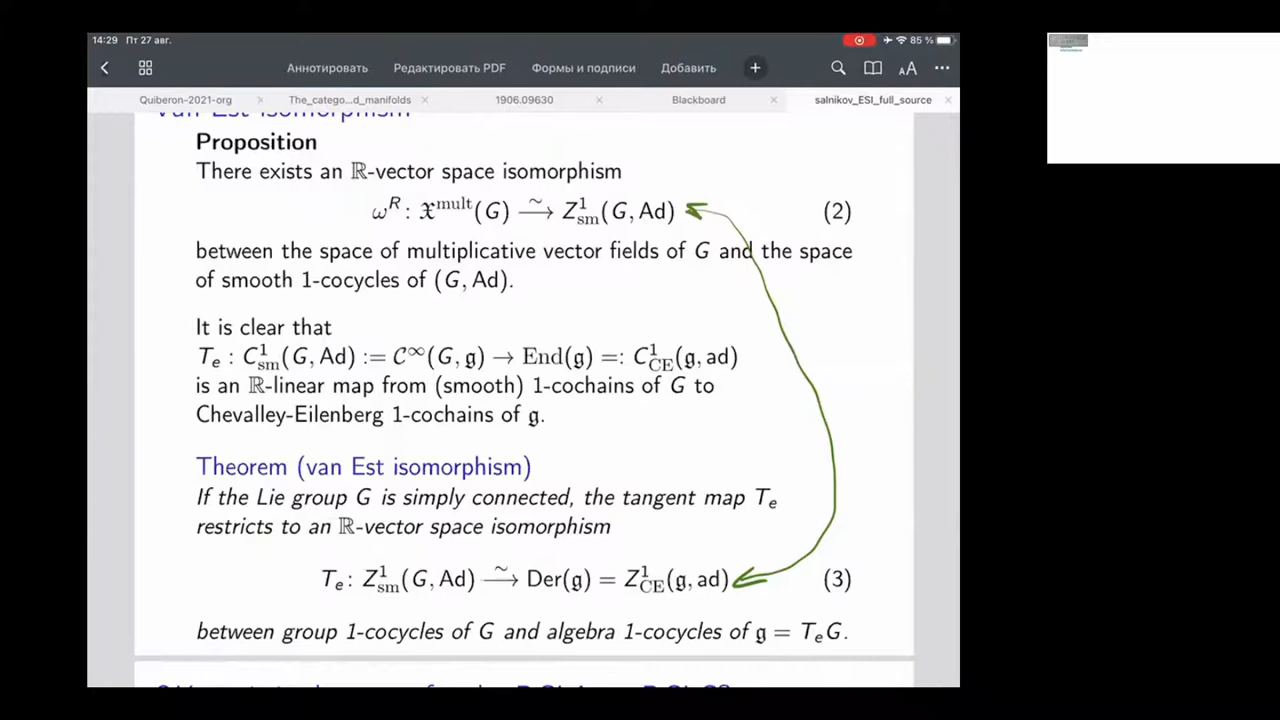 14:29 Пт 27 авг. 85 %
Аннотировать Редактировать PDF Формы и подписи Добавить
Quiberon-2021-org The_catego...d_manifolds 1906.09630 Blackboard salnikov_ESI_full_source
van Est isomorphism
Proposition
There exists an ℝ-vector space isomorphism
ω^R : 𝔛^mult(G) →~ Z^1_sm(G, Ad) (2)
between the space of multiplicative vector fields of G and the space
of smooth 1-cocycles of (G, Ad).
It is clear that
T_e : C^1_sm(G, Ad) := 𝒞^∞(G, 𝔤) → End(𝔤) =: C^1_CE(𝔤, ad)
is an ℝ-linear map from (smooth) 1-cochains of G to
Chevalley-Eilenberg 1-cochains of 𝔤.
Theorem (van Est isomorphism)
If the Lie group G is simply connected, the tangent map T_e
restricts to an ℝ-vector space isomorphism
T_e : Z^1_sm(G, Ad) →~ Der(𝔤) = Z^1_CE(𝔤, ad) (3)
between group 1-cocycles of G and algebra 1-cocycles of 𝔤 = T_eG.